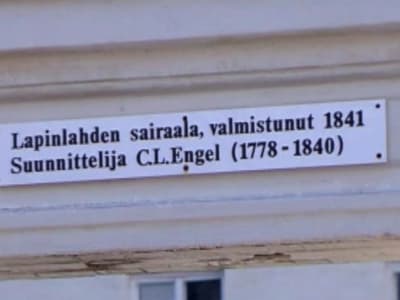 Lapinlahden sairaala, valmistunut 1841
Suunnittelija C.L.Engel (1778-1840)